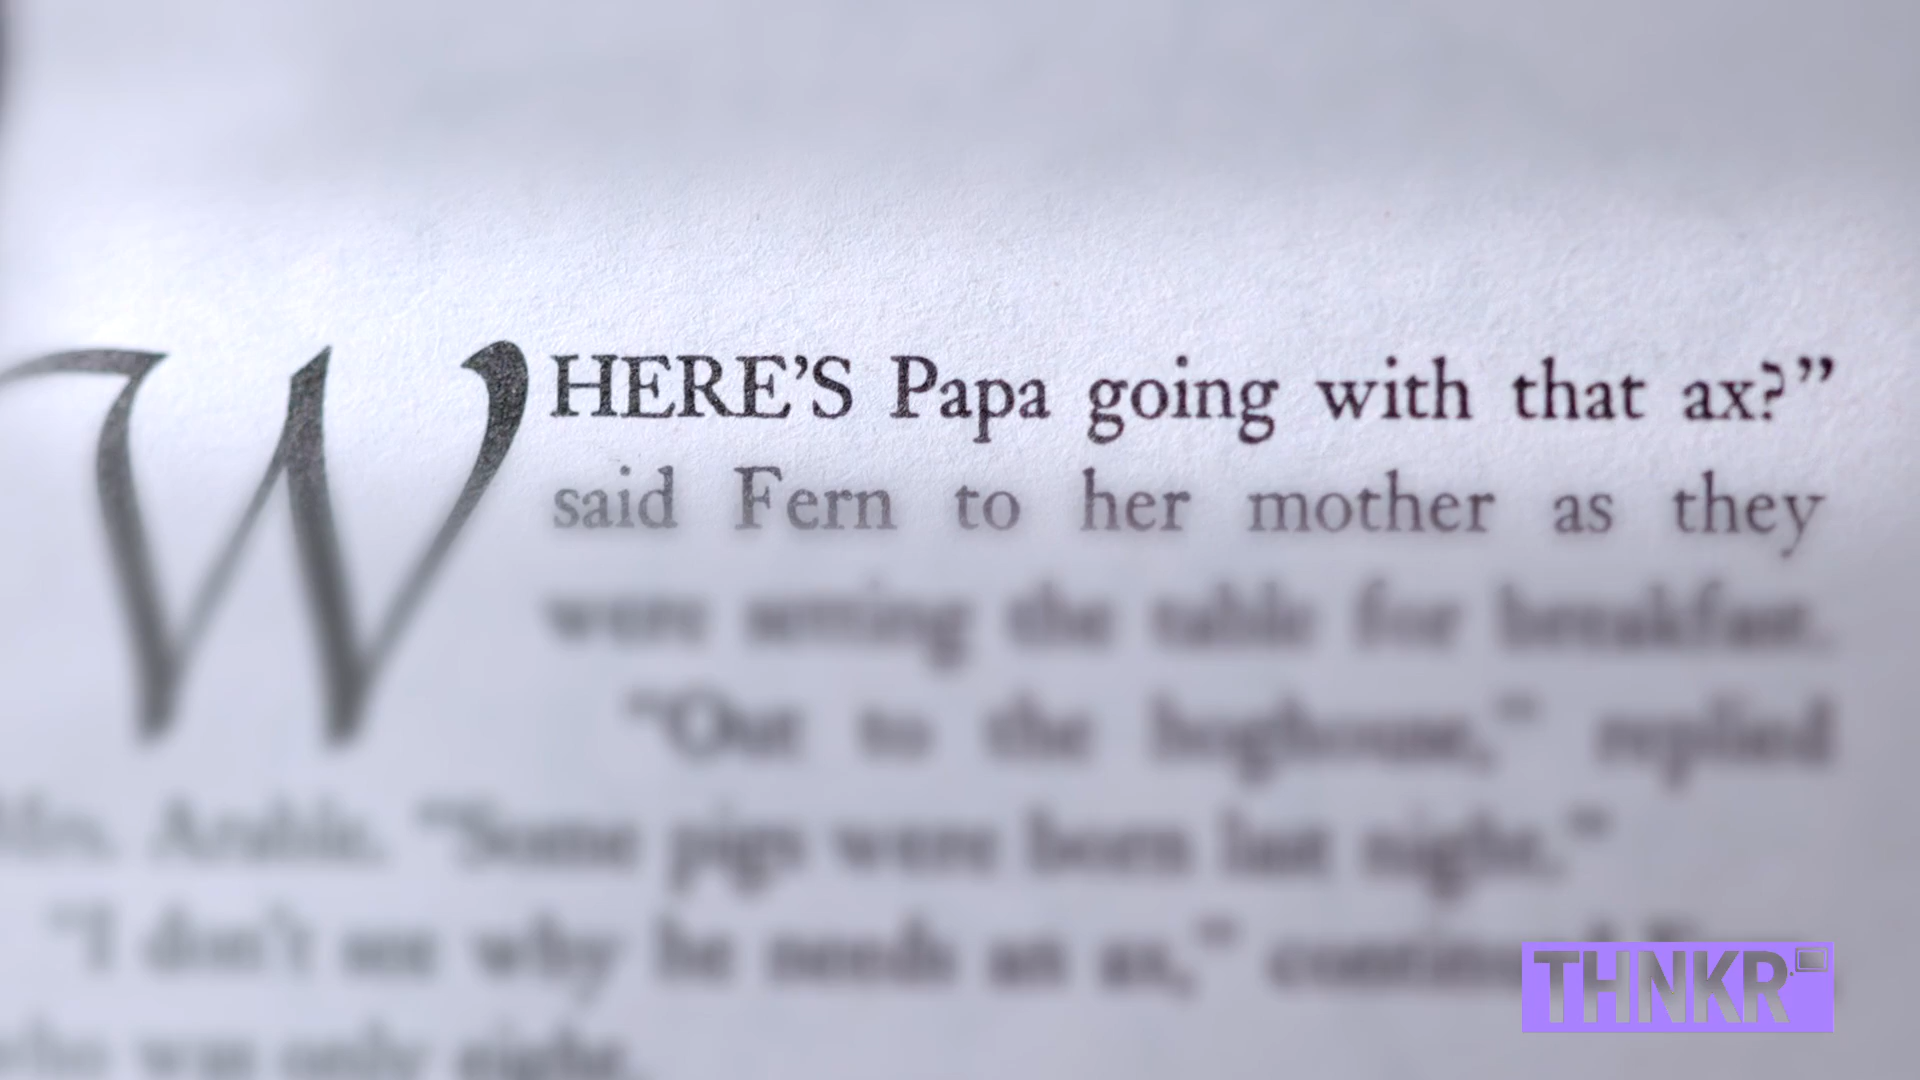 WHERE'S Papa going with that ax?”
said Fern to her mother as they
were setting the table for breakfast.
“Out to the hoghouse,” replied
Mrs. Arable. “Some pigs were born last night.”
“I don't see why he needs an ax,” continued
who was only eight.
THNKR